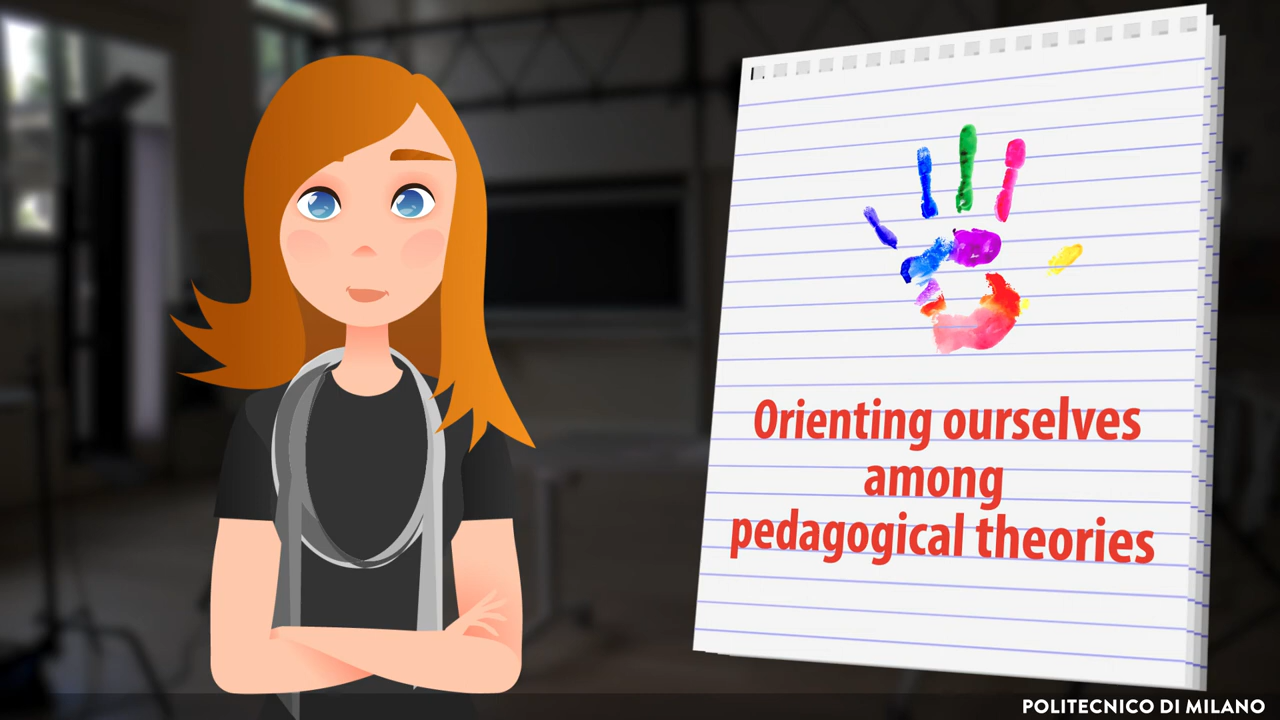 Orienting ourselves
among
pedagogical theories
POLITECNICO DI MILANO